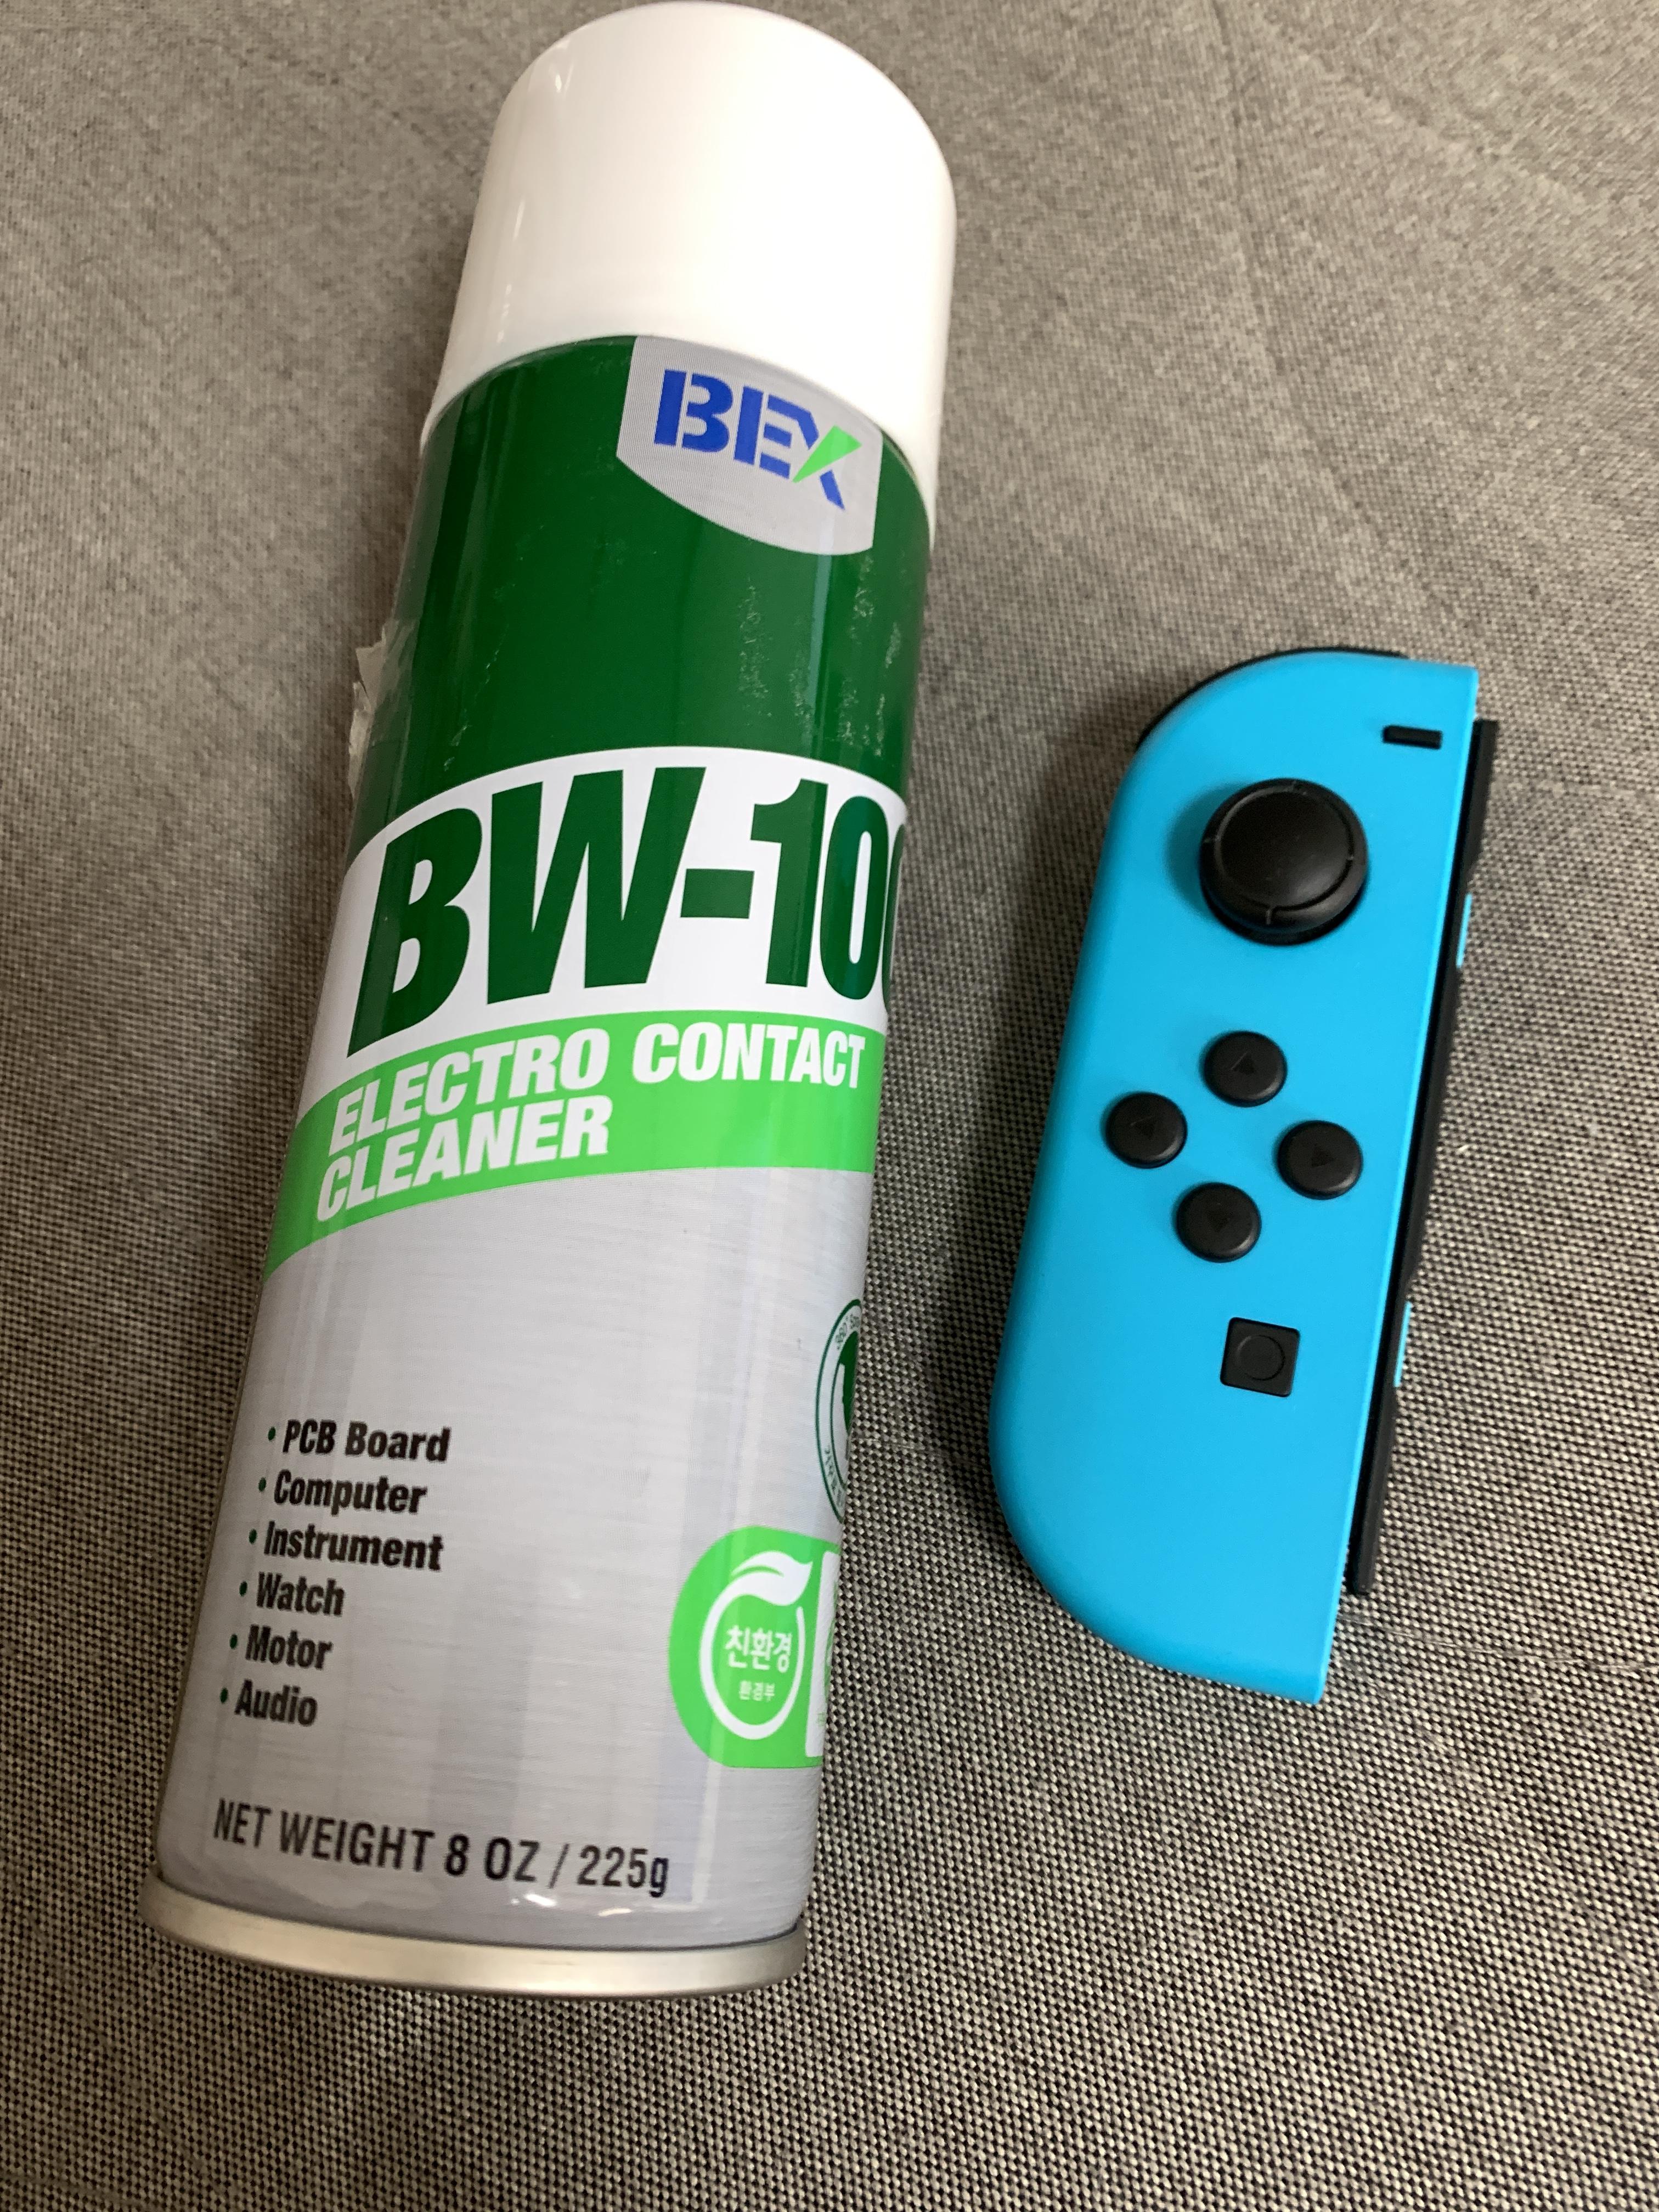 BEX
BW-100
ELECTRO CONTACT
CLEANER
• PCB Board
• Computer
• Instrument
• Watch
• Motor
• Audio
친환경
환경부
NET WEIGHT 8 OZ / 225g